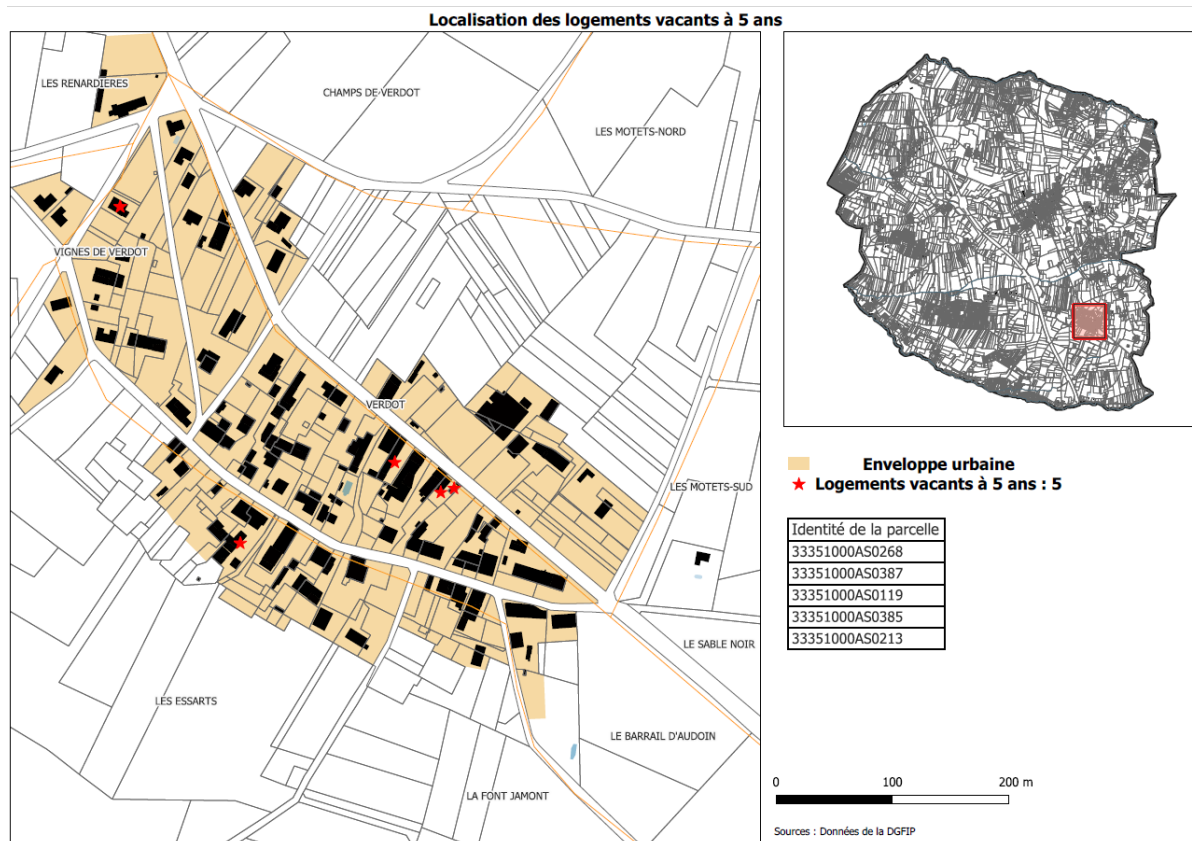 Localisation des logements vacants à 5 ans
LES RENARDIERES
CHAMPS DE VERDOT
LES MOTETS-NORD
VIGNES DE VERDOT
VERDOT
LES MOTETS-SUD
LE SABLE NOIR
LES ESSARTS
LE BARRAIL D'AUDOIN
LA FONT JAMONT
Enveloppe urbaine
Logements vacants à 5 ans : 5
Identité de la parcelle
33351000AS0268
33351000AS0387
33351000AS0119
33351000AS0385
33351000AS0213
0 100 200 m
Sources : Données de la DGFIP